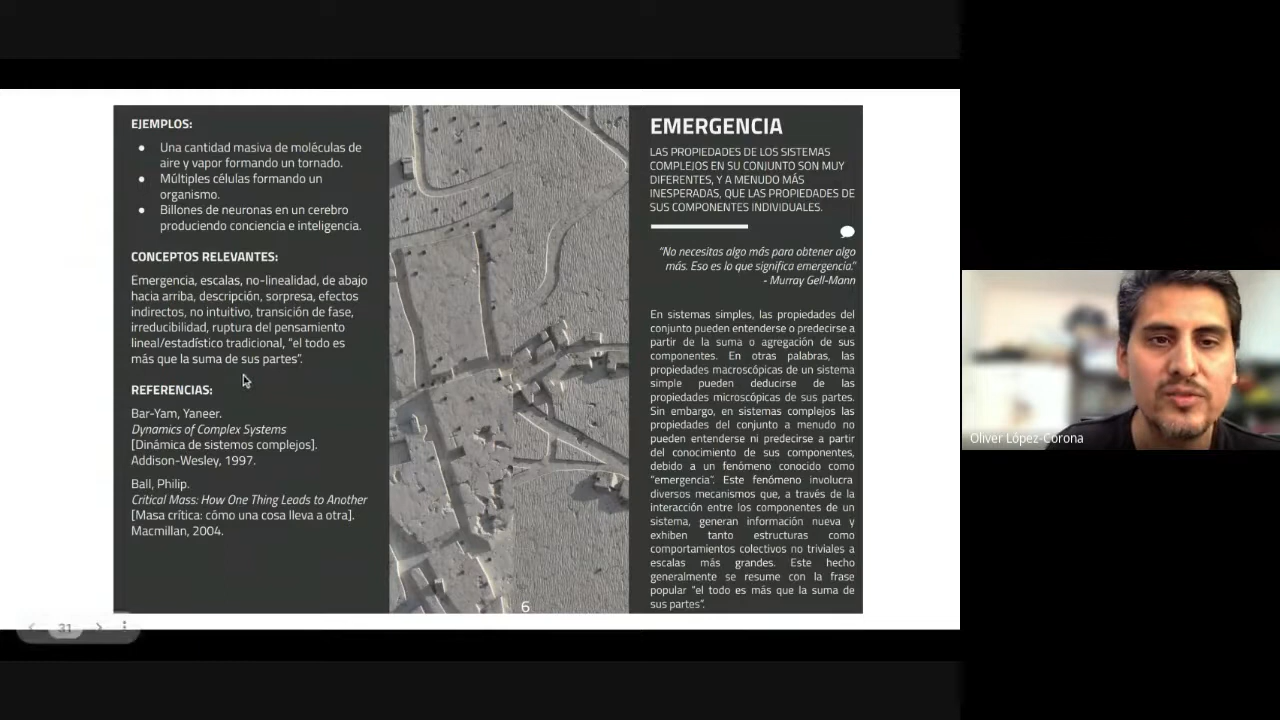 EJEMPLOS:
● Una cantidad masiva de moléculas de
aire y vapor formando un tornado.
● Múltiples células formando un
organismo.
● Billones de neuronas en un cerebro
produciendo conciencia e inteligencia.
CONCEPTOS RELEVANTES:
Emergencia, escalas, no-linealidad, de abajo
hacia arriba, descripción, sorpresa, efectos
indirectos, no intuitivo, transición de fase,
irreducibilidad, ruptura del pensamiento
lineal/estadístico tradicional, "el todo es
más que la suma de sus partes".
REFERENCIAS:
Bar-Yam, Yaneer.
Dynamics of Complex Systems
[Dinámica de sistemos complejos].
Addison-Wesley, 1997.
Ball, Philip.
Critical Mass: How One Thing Leads to Another
[Masa crítica: cómo una cosa lleva a otra].
Macmillan, 2004.
6
EMERGENCIA
LAS PROPIEDADES DE LOS SISTEMAS
COMPLEJOS EN SU CONJUNTO SON MUY
DIFERENTES, Y A MENUDO MÁS
INESPERADAS, QUE LAS PROPIEDADES DE
SUS COMPONENTES INDIVIDUALES.
"No necesitas algo más para obtener algo
más. Eso es lo que significa emergencia."
- Murray Gell-Mann
En sistemas simples, las propiedades del
conjunto pueden entenderse o predecirse a
partir de la suma o agregación de sus
componentes. En otras palabras, las
propiedades macroscópicas de un sistema
simple pueden deducirse de las
propiedades microscópicas de sus partes.
Sin embargo, en sistemas complejos las
propiedades del conjunto a menudo no
pueden entenderse ni predecirse a partir
del conocimiento de sus componentes,
debido a un fenómeno conocido como
"emergencia". Este fenómeno involucra
diversos mecanismos que, a través de la
interacción entre los componentes de un
sistema, generan información nueva y
exhiben tanto estructuras como
comportamientos colectivos no triviales a
escalas más grandes. Este hecho
generalmente se resume con la frase
popular "el todo es más que la suma de
sus partes".
31
Oliver López-Corona